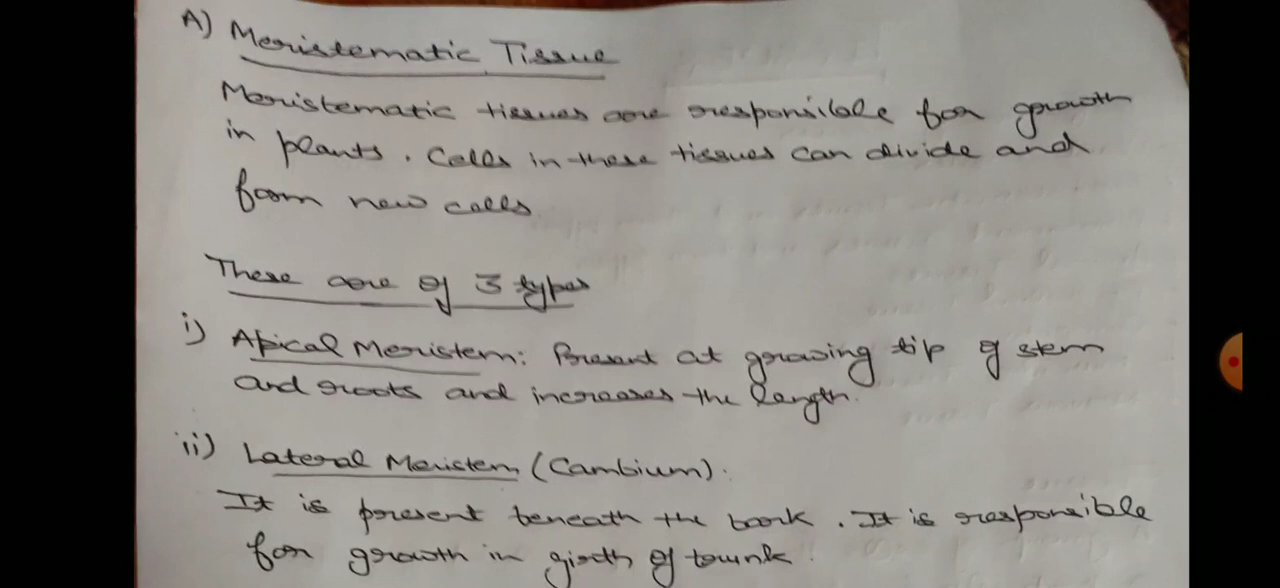 A) Meristematic Tissue
Meristematic tissues are responsible for growth
in plants. Cells in these tissues can divide and
form new cells
These are of 3 types
i) Apical Meristem: Present at growing tip of stem
and roots and increases the length.
ii) Lateral Meristem (Cambium).
It is present beneath the bark. It is responsible
for growth in girth of trunk.